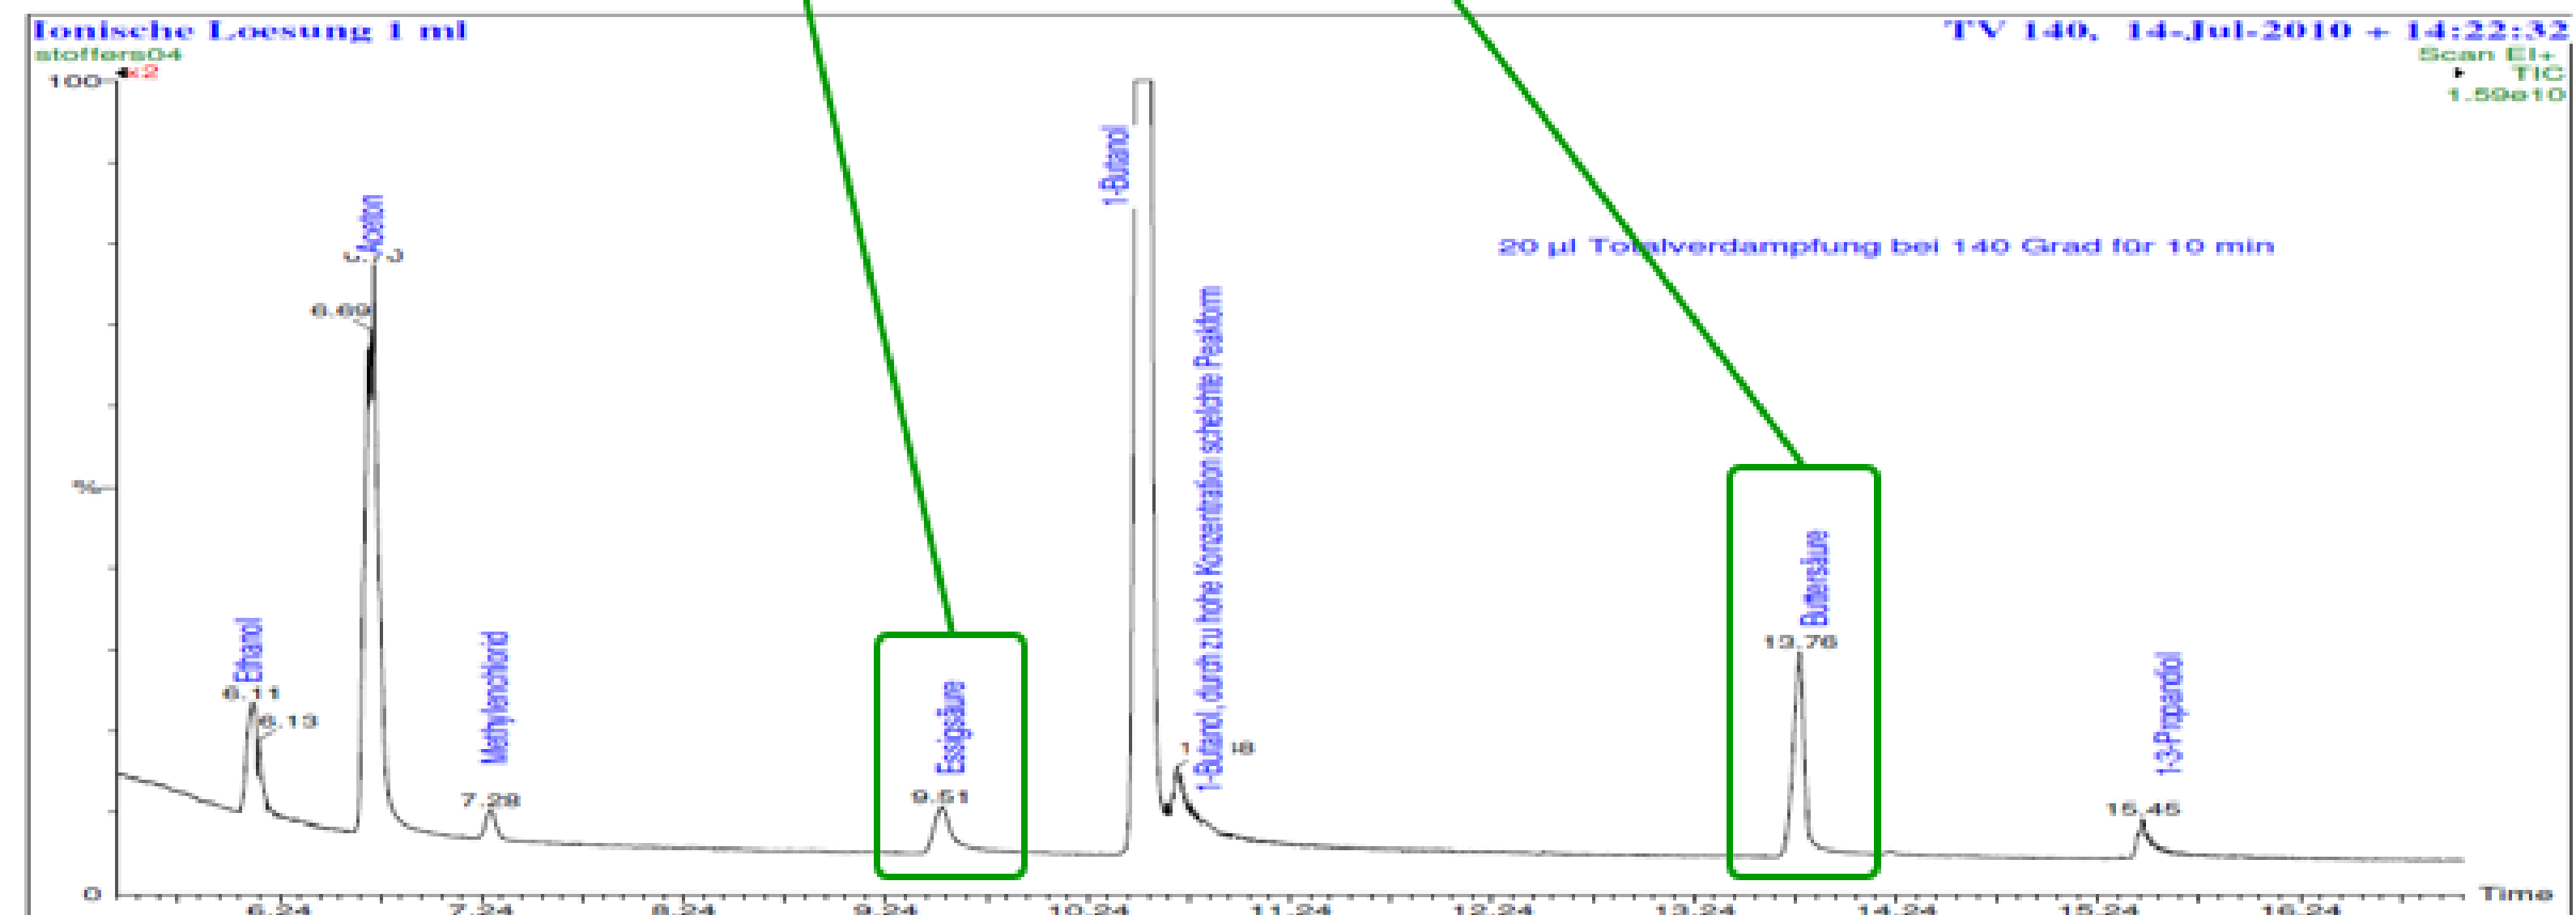 Ionische Loesung 1 ml
TV 140, 14-Jul-2010 + 14:22:32
stoffers04
Scan EI+
TIC
1.59e10
x2
100
%
0
Aceton
6.69
Ethanol
6.11
6.13
Methylenchlorid
7.28
Essigsäure
9.51
1-Butanol
1-Butanol, durch zu hohe Konzentration schelchte Peakform
20 µl Totalverdampfung bei 140 Grad für 10 min
Buttersäure
13.76
1-3-Propandiol
15.45
6.24 7.24 8.24 9.24 10.24 11.24 12.24 13.24 14.24 15.24 16.24
Time